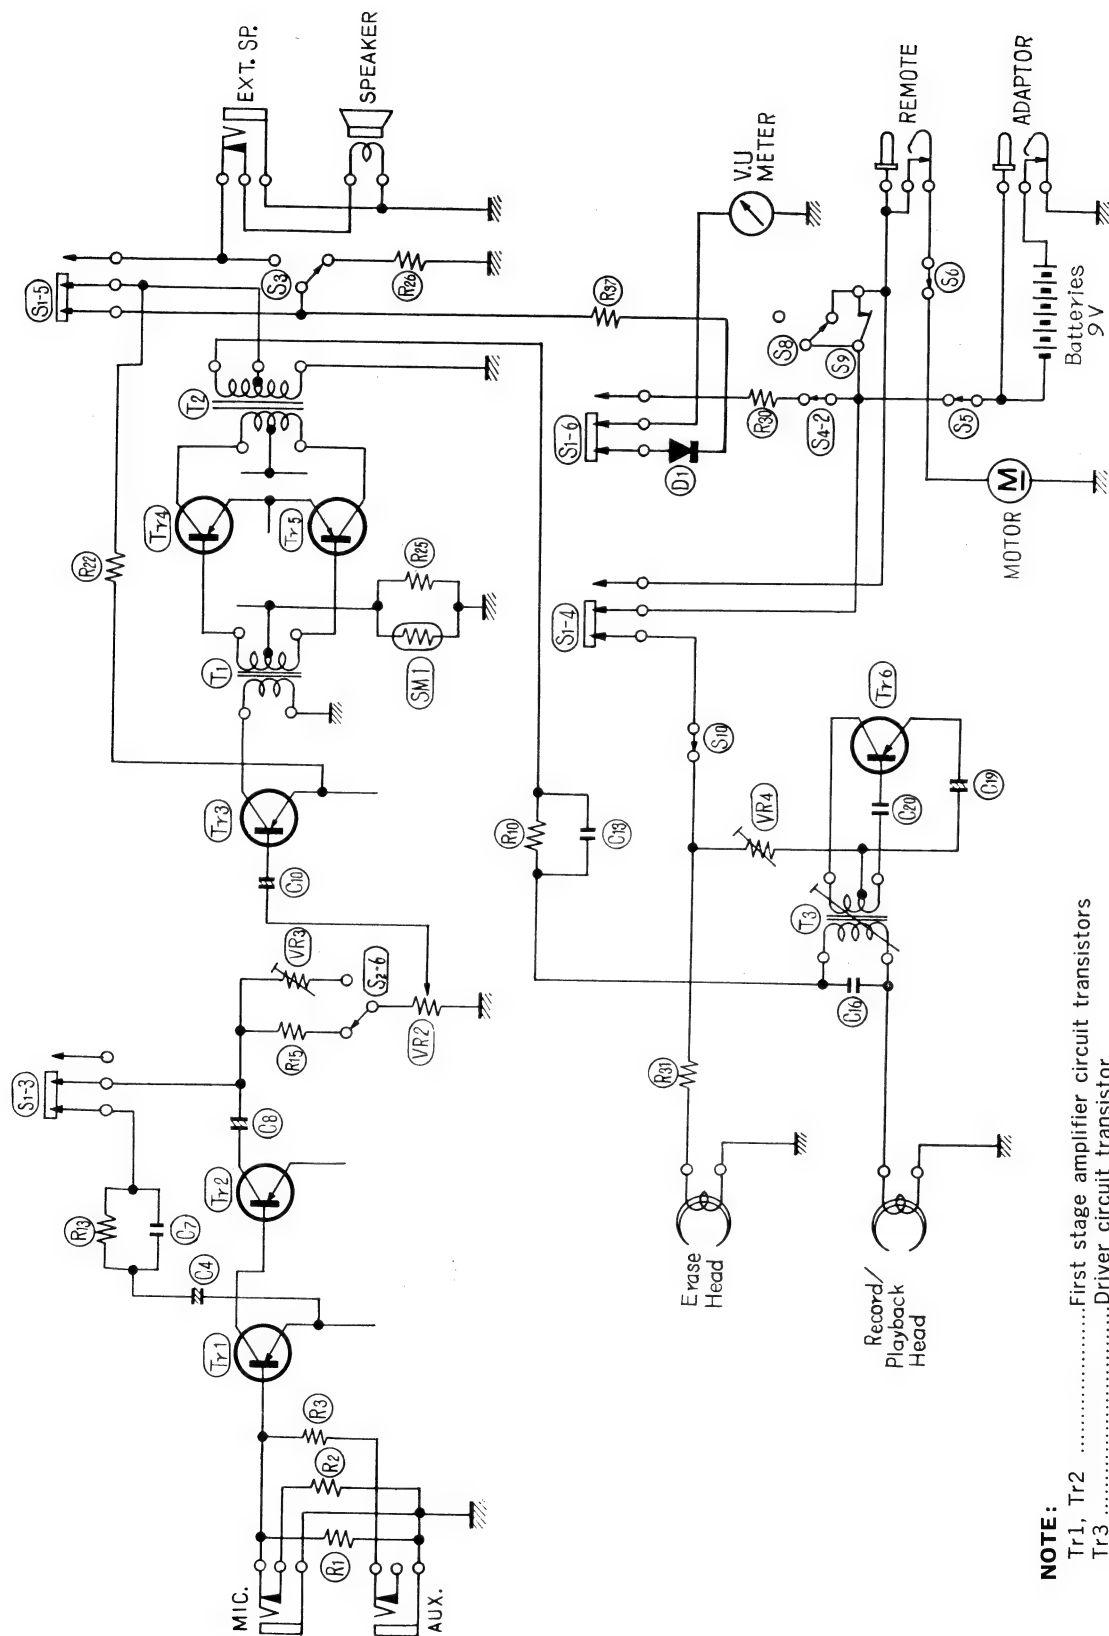 EXT. SP.
SPEAKER
S1-5
S3
R26
R22
T2
Tr4
Tr5
R25
SM1
T1
Tr3
C10
VR3
S2-6
R15
VR2
S1-3
C8
Tr2
R13
C7
C4
Tr1
R3
R2
R1
MIC.
AUX.
V.U
METER
R37
REMOTE
ADAPTOR
S8
S9
S6
S1-6
R30
S4-2
S5
D1
Batteries
9V
MOTOR
M
S1-4
S10
R10
C13
VR4
Tr6
C20
C19
T3
C16
R31
Erase
Head
Record/
Playback
Head
NOTE:
Tr1, Tr2 ..................First stage amplifier circuit transistors
Tr3 ........................Driver circuit transistor